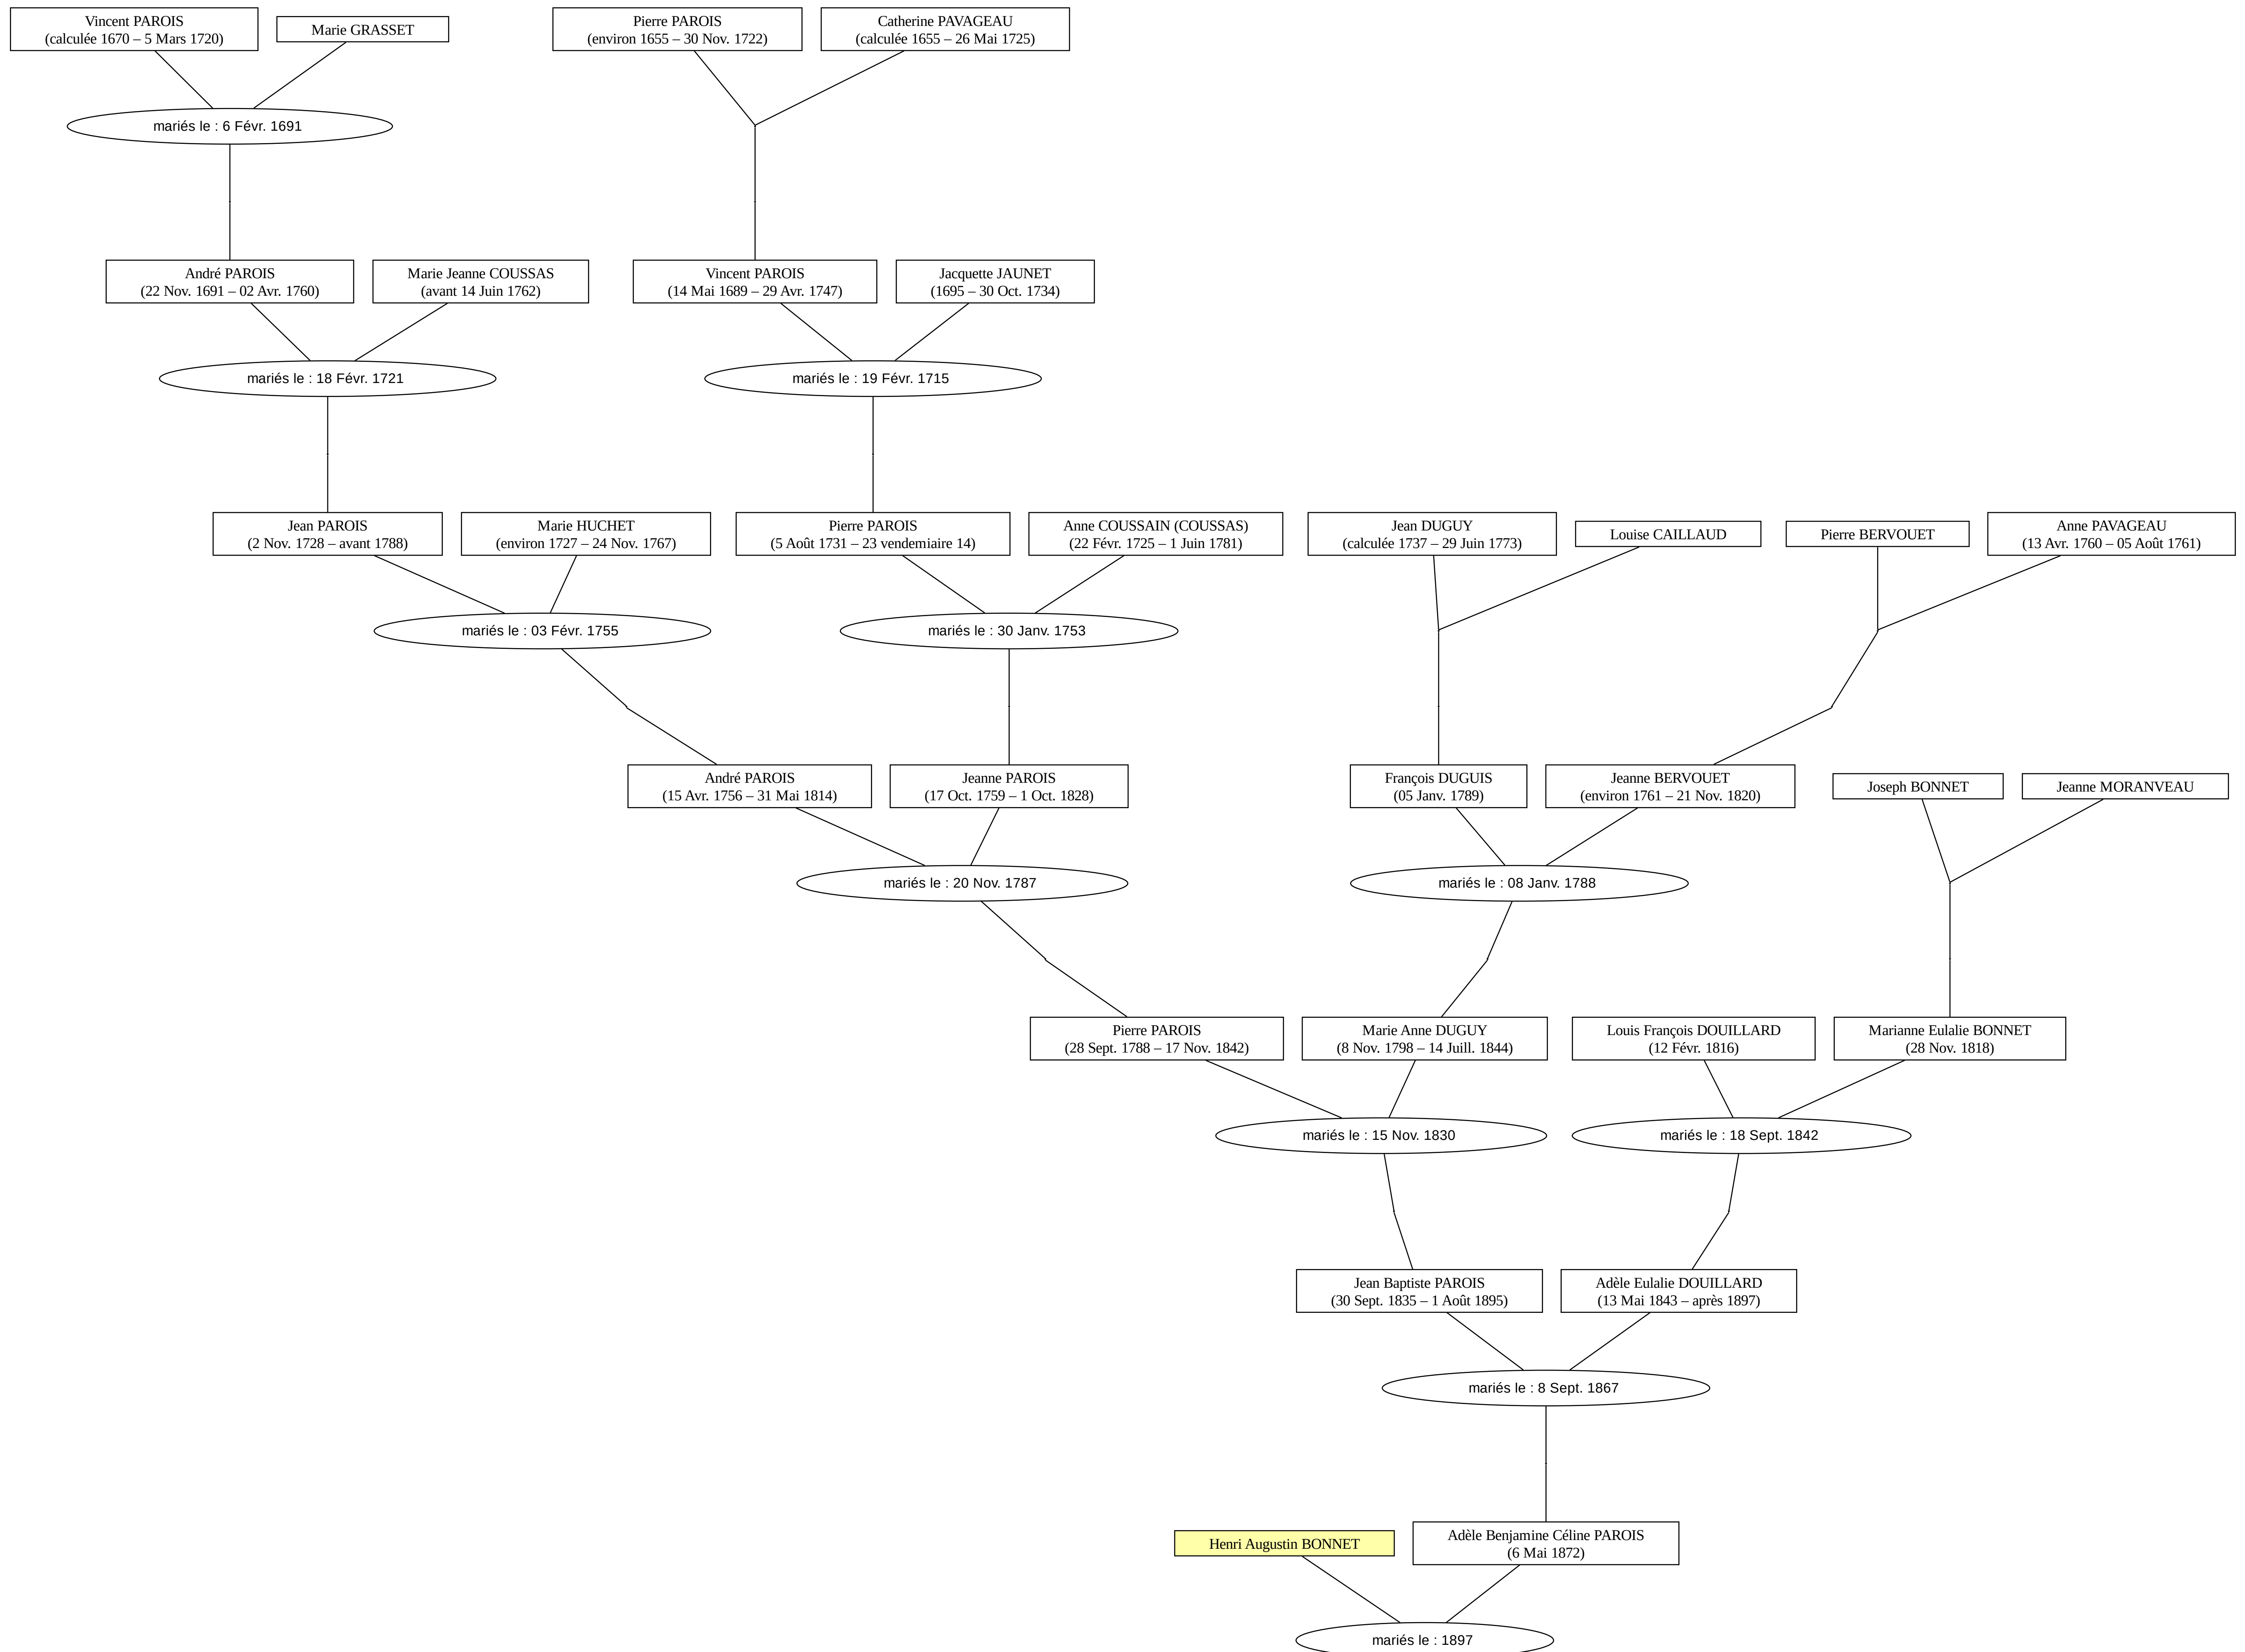 Vincent PAROIS
(calculée 1670 – 5 Mars 1720)
Marie GRASSET
Pierre PAROIS
(environ 1655 – 30 Nov. 1722)
Catherine PAVAGEAU
(calculée 1655 – 26 Mai 1725)
mariés le : 6 Févr. 1691
André PAROIS
(22 Nov. 1691 – 02 Avr. 1760)
Marie Jeanne COUSSAS
(avant 14 Juin 1762)
Vincent PAROIS
(14 Mai 1689 – 29 Avr. 1747)
Jacquette JAUNET
(1695 – 30 Oct. 1734)
mariés le : 18 Févr. 1721
mariés le : 19 Févr. 1715
Jean PAROIS
(2 Nov. 1728 – avant 1788)
Marie HUCHET
(environ 1727 – 24 Nov. 1767)
Pierre PAROIS
(5 Août 1731 – 23 vendemiaire 14)
Anne COUSSAIN (COUSSAS)
(22 Févr. 1725 – 1 Juin 1781)
Jean DUGUY
(calculée 1737 – 29 Juin 1773)
Louise CAILLAUD
Pierre BERVOUET
Anne PAVAGEAU
(13 Avr. 1760 – 05 Août 1761)
mariés le : 03 Févr. 1755
mariés le : 30 Janv. 1753
André PAROIS
(15 Avr. 1756 – 31 Mai 1814)
Jeanne PAROIS
(17 Oct. 1759 – 1 Oct. 1828)
François DUGUIS
(05 Janv. 1789)
Jeanne BERVOUET
(environ 1761 – 21 Nov. 1820)
Joseph BONNET
Jeanne MORANVEAU
mariés le : 20 Nov. 1787
mariés le : 08 Janv. 1788
Pierre PAROIS
(28 Sept. 1788 – 17 Nov. 1842)
Marie Anne DUGUY
(8 Nov. 1798 – 14 Juill. 1844)
Louis François DOUILLARD
(12 Févr. 1816)
Marianne Eulalie BONNET
(28 Nov. 1818)
mariés le : 15 Nov. 1830
mariés le : 18 Sept. 1842
Jean Baptiste PAROIS
(30 Sept. 1835 – 1 Août 1895)
Adèle Eulalie DOUILLARD
(13 Mai 1843 – après 1897)
mariés le : 8 Sept. 1867
Henri Augustin BONNET
Adèle Benjamine Céline PAROIS
(6 Mai 1872)
mariés le : 1897